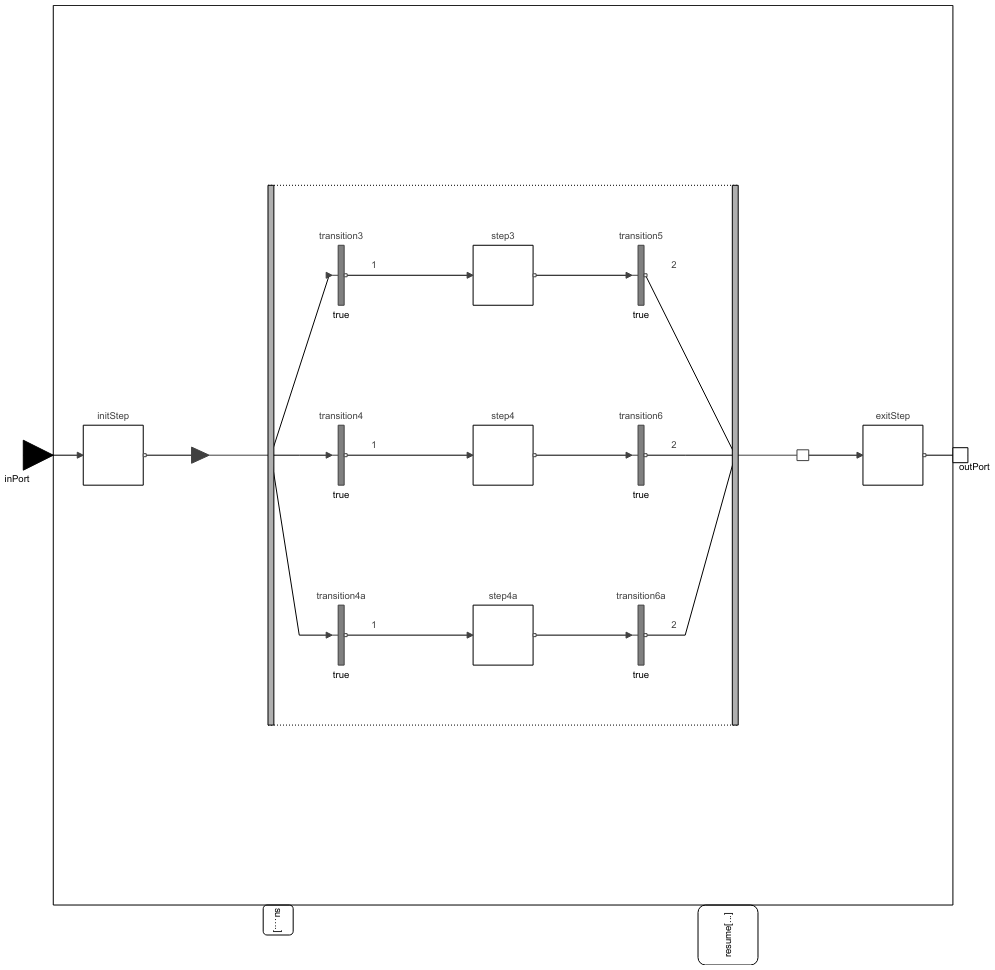 transition3
step3
transition5
1
2
true
true
initStep
transition4
step4
transition6
exitStep
1
2
inPort
outPort
true
true
transition4a
step4a
transition6a
1
2
true
true
su...]
resume[...]